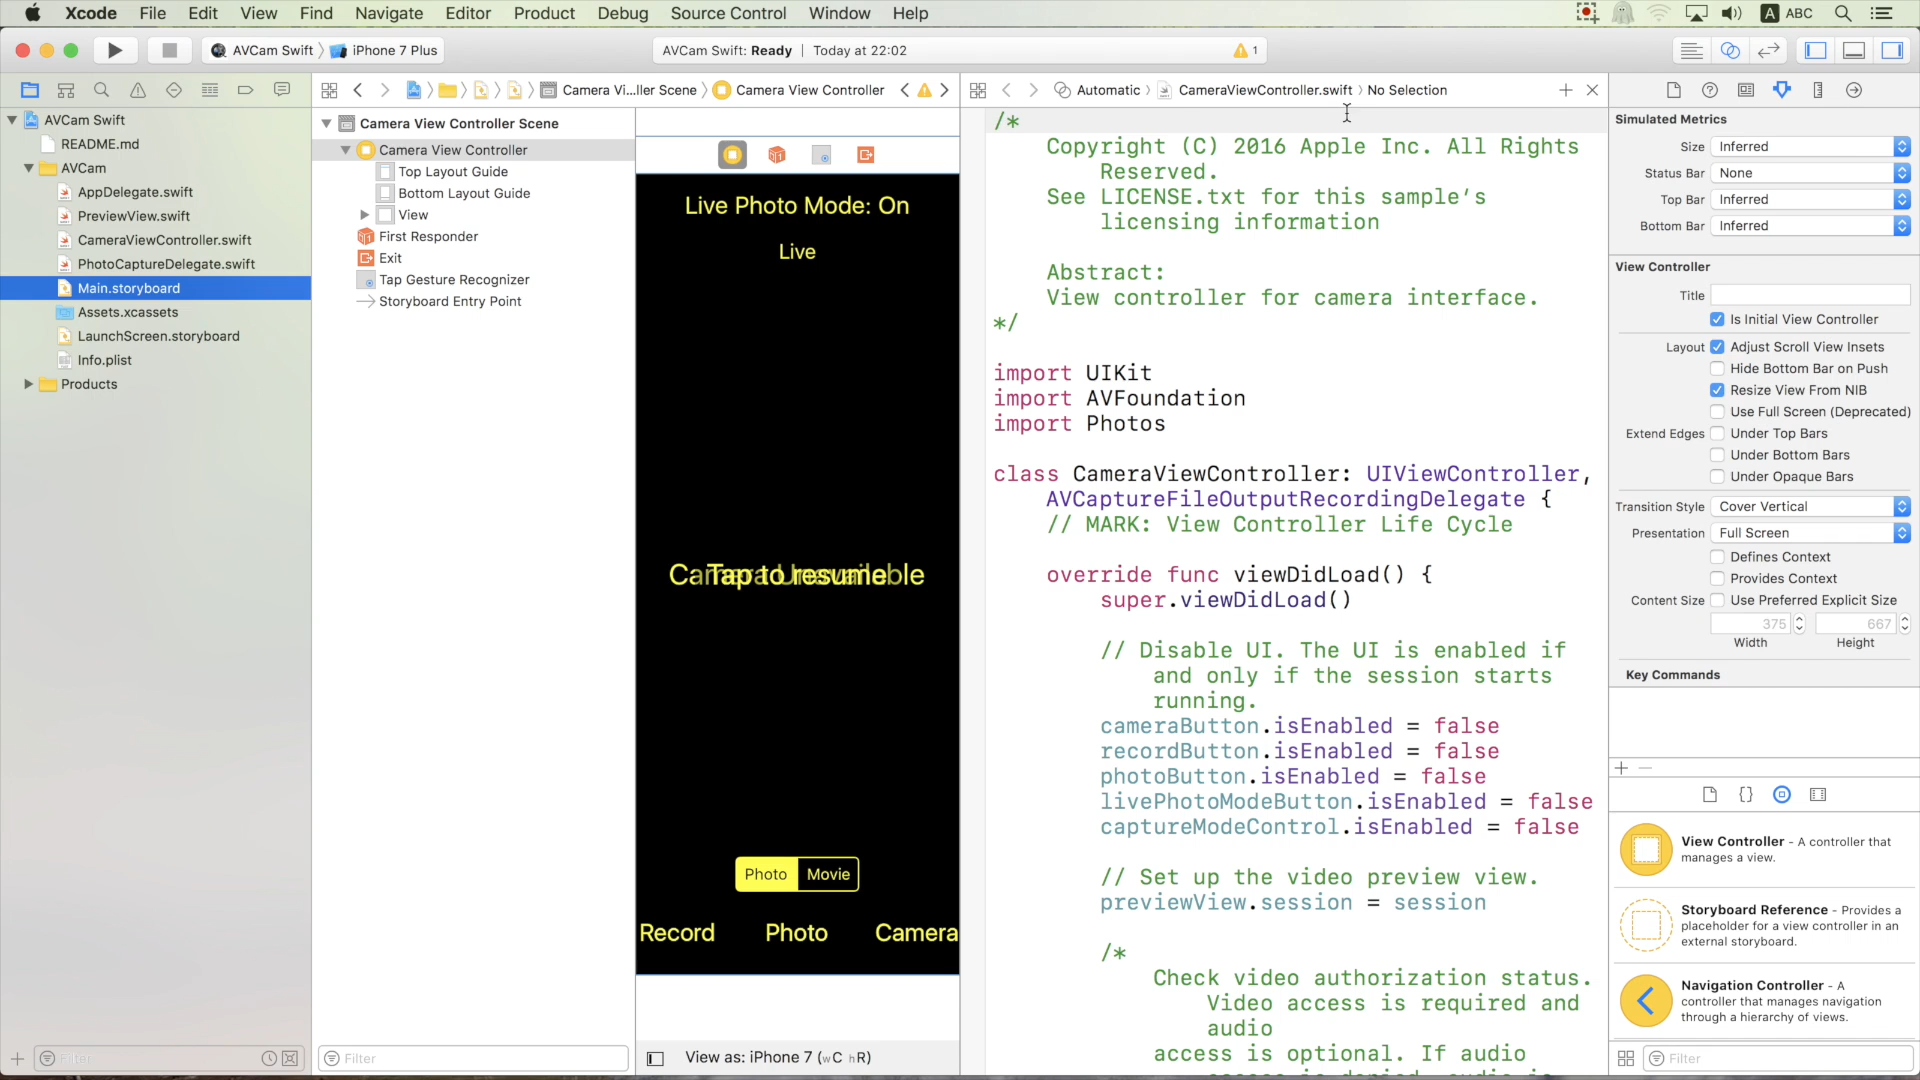 Xcode File Edit View Find Navigate Editor Product Debug Source Control Window Help A ABC
AVCam Swift iPhone 7 Plus
AVCam Swift: Ready | Today at 22:02
1
AVCam Swift
README.md
AVCam
AppDelegate.swift
PreviewView.swift
CameraViewController.swift
PhotoCaptureDelegate.swift
Main.storyboard
Assets.xcassets
LaunchScreen.storyboard
Info.plist
Products
Filter
Camera Vi...ller Scene Camera View Controller
Camera View Controller Scene
Camera View Controller
Top Layout Guide
Bottom Layout Guide
View
First Responder
Exit
Tap Gesture Recognizer
Storyboard Entry Point
Filter
Live Photo Mode: On
Live
Camera Unavailable
Tap to resume
Photo Movie
Record Photo Camera
View as: iPhone 7 (wC hR)
Automatic CameraViewController.swift No Selection
/*
Copyright (C) 2016 Apple Inc. All Rights
Reserved.
See LICENSE.txt for this sample’s
licensing information
Abstract:
View controller for camera interface.
*/
import UIKit
import AVFoundation
import Photos
class CameraViewController: UIViewController,
AVCaptureFileOutputRecordingDelegate {
// MARK: View Controller Life Cycle
override func viewDidLoad() {
super.viewDidLoad()
// Disable UI. The UI is enabled if
and only if the session starts
running.
cameraButton.isEnabled = false
recordButton.isEnabled = false
photoButton.isEnabled = false
livePhotoModeButton.isEnabled = false
captureModeControl.isEnabled = false
// Set up the video preview view.
previewView.session = session
/*
Check video authorization status.
Video access is required and
audio
access is optional. If audio
access is denied, audio is
Simulated Metrics
Size Inferred
Status Bar None
Top Bar Inferred
Bottom Bar Inferred
View Controller
Title
Is Initial View Controller
Layout Adjust Scroll View Insets
Hide Bottom Bar on Push
Resize View From NIB
Use Full Screen (Deprecated)
Extend Edges Under Top Bars
Under Bottom Bars
Under Opaque Bars
Transition Style Cover Vertical
Presentation Full Screen
Defines Context
Provides Context
Content Size Use Preferred Explicit Size
375 667
Width Height
Key Commands
View Controller - A controller that
manages a view.
Storyboard Reference - Provides a
placeholder for a view controller in an
external storyboard.
Navigation Controller - A
controller that manages navigation
through a hierarchy of views.
Filter